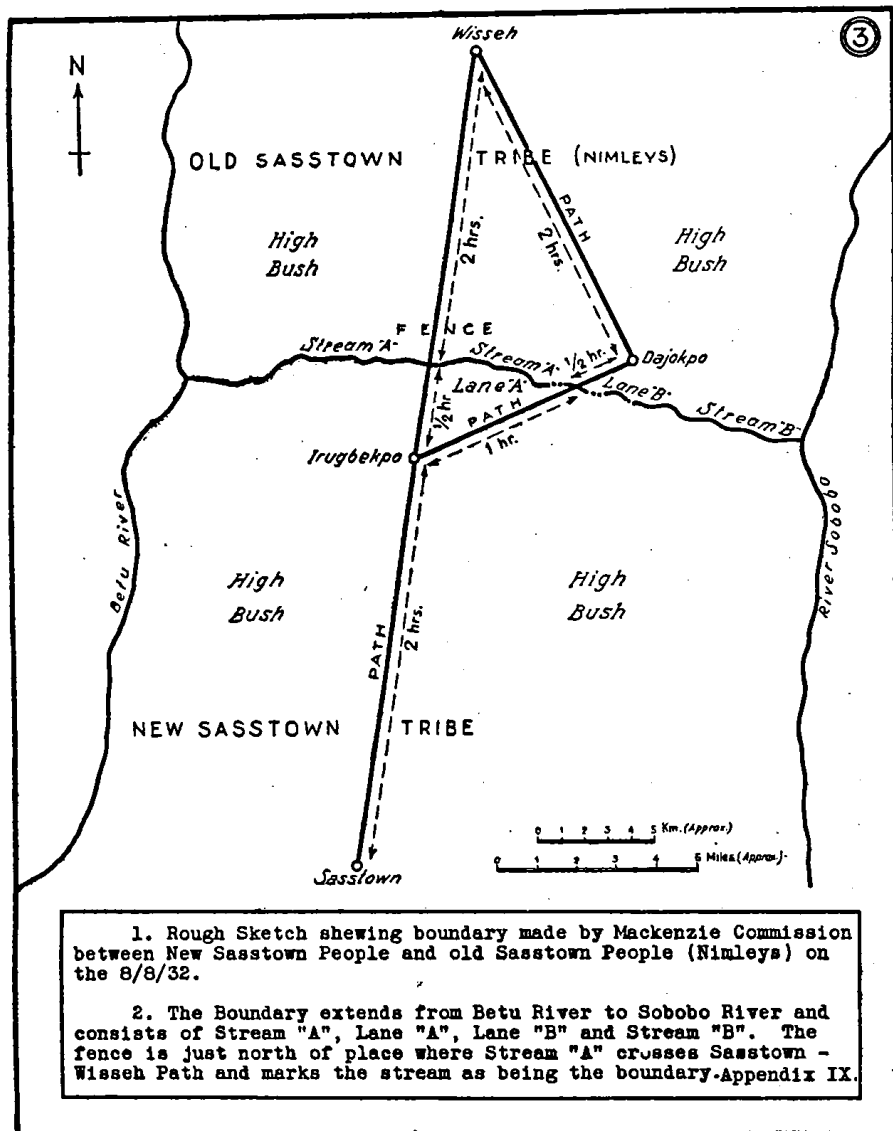 3
Wisseh
N
OLD SASSTOWN TRIBE (NIMLEYS)
PATH
2 hrs.
2 hrs.
High
Bush
High
Bush
FENCE
Stream "A"
Stream "A"
1/2 hr.
Dajokpo
Lane "A"
Lane "B"
Stream "B"
1/2 hr
PATH
1 hr.
Irugbekpo
Betu River
River Sobobo
High
Bush
High
Bush
PATH
2 hrs.
NEW SASSTOWN TRIBE
0 1 2 3 4 5 Km. (Approx.)
0 1 2 3 4 5 Miles (Approx.)
Sasstown
1. Rough Sketch shewing boundary made by Mackenzie Commission
between New Sasstown People and old Sasstown People (Nimleys) on
the 8/8/32.
2. The Boundary extends from Betu River to Sobobo River and
consists of Stream "A", Lane "A", Lane "B" and Stream "B". The
fence is just north of place where Stream "A" crosses Sasstown -
Wisseh Path and marks the stream as being the boundary. Appendix IX.